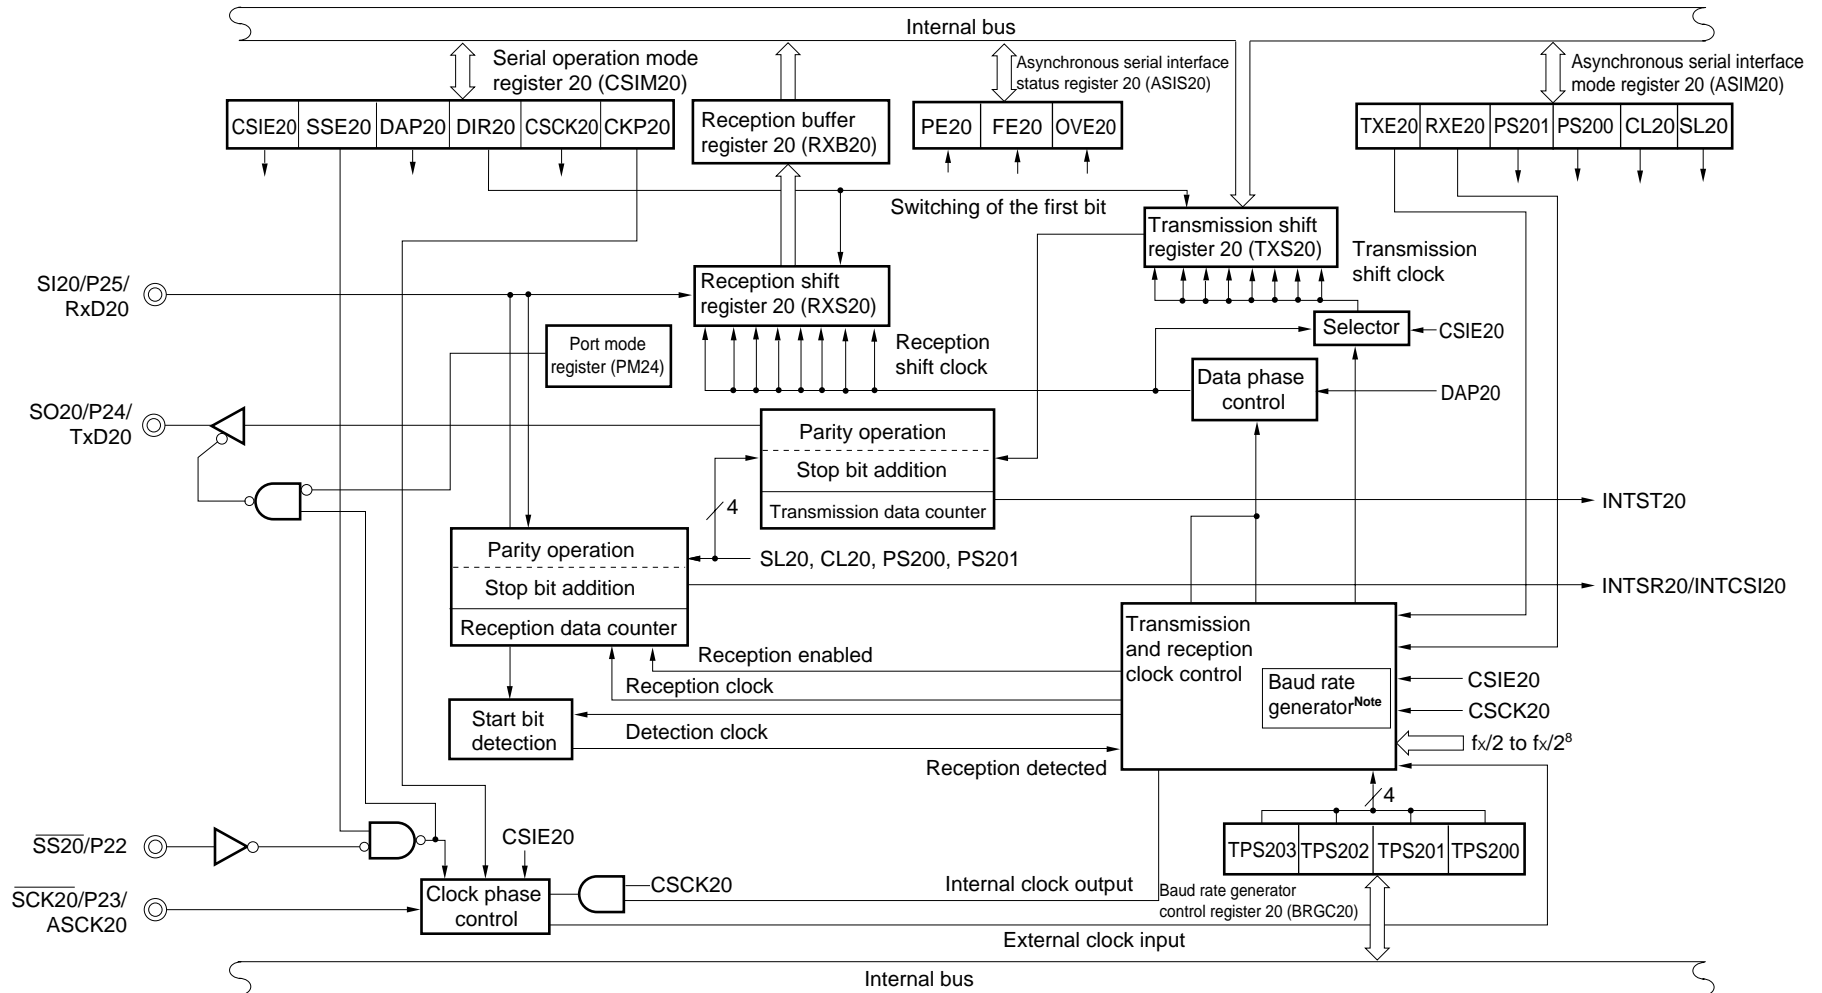 Internal bus
Serial operation mode
register 20 (CSIM20)
Asynchronous serial interface
status register 20 (ASIS20)
Asynchronous serial interface
mode register 20 (ASIM20)
CSIE20 SSE20 DAP20 DIR20 CSCK20 CKP20
Reception buffer
register 20 (RXB20)
PE20 FE20 OVE20
TXE20 RXE20 PS201 PS200 CL20 SL20
Switching of the first bit
Transmission shift
register 20 (TXS20)
Transmission
shift clock
SI20/P25/
RxD20
Reception shift
register 20 (RXS20)
Selector
CSIE20
Port mode
register (PM24)
Reception
shift clock
Data phase
control
DAP20
SO20/P24/
TxD20
Parity operation
Stop bit addition
Transmission data counter
4
INTST20
Parity operation
Stop bit addition
Reception data counter
SL20, CL20, PS200, PS201
INTSR20/INTCSI20
Transmission
and reception
clock control
Baud rate
generatorNote
Reception enabled
Reception clock
CSIE20
CSCK20
fX/2 to fX/2⁸
Start bit
detection
Detection clock
Reception detected
4
TPS203 TPS202 TPS201 TPS200
SS20/P22
CSIE20
SCK20/P23/
ASCK20
Clock phase
control
CSCK20
Internal clock output
Baud rate generator
control register 20 (BRGC20)
External clock input
Internal bus